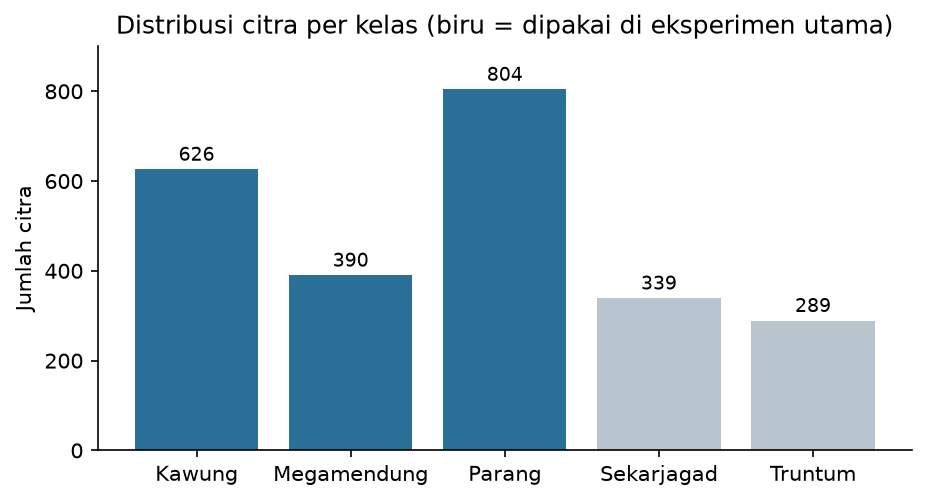 Distribusi citra per kelas (biru = dipakai di eksperimen utama)
Jumlah citra
800
600
400
200
0
626
390
804
339
289
Kawung
Megamendung
Parang
Sekarjagad
Truntum